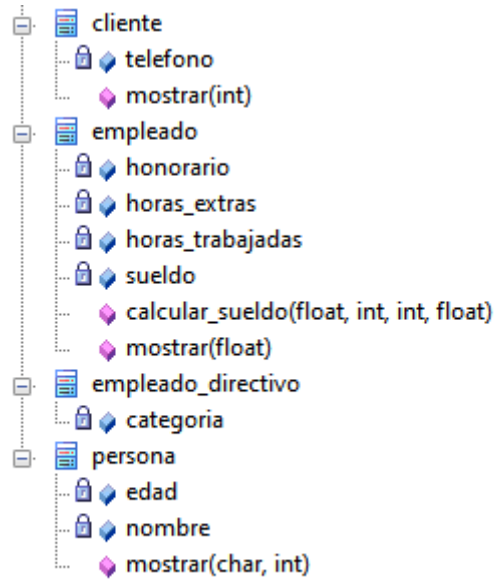 cliente
telefono
mostrar(int)
empleado
honorario
horas_extras
horas_trabajadas
sueldo
calcular_sueldo(float, int, int, float)
mostrar(float)
empleado_directivo
categoria
persona
edad
nombre
mostrar(char, int)